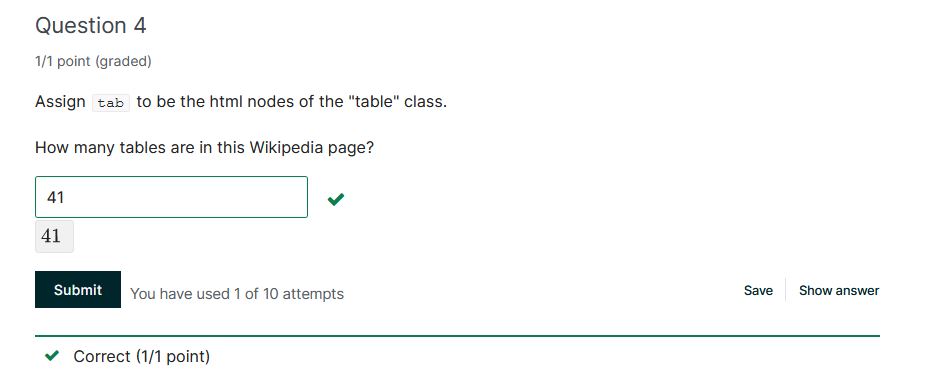 Question 4
1/1 point (graded)
Assign tab to be the html nodes of the "table" class.
How many tables are in this Wikipedia page?
41
41
Submit You have used 1 of 10 attempts Save Show answer
Correct (1/1 point)